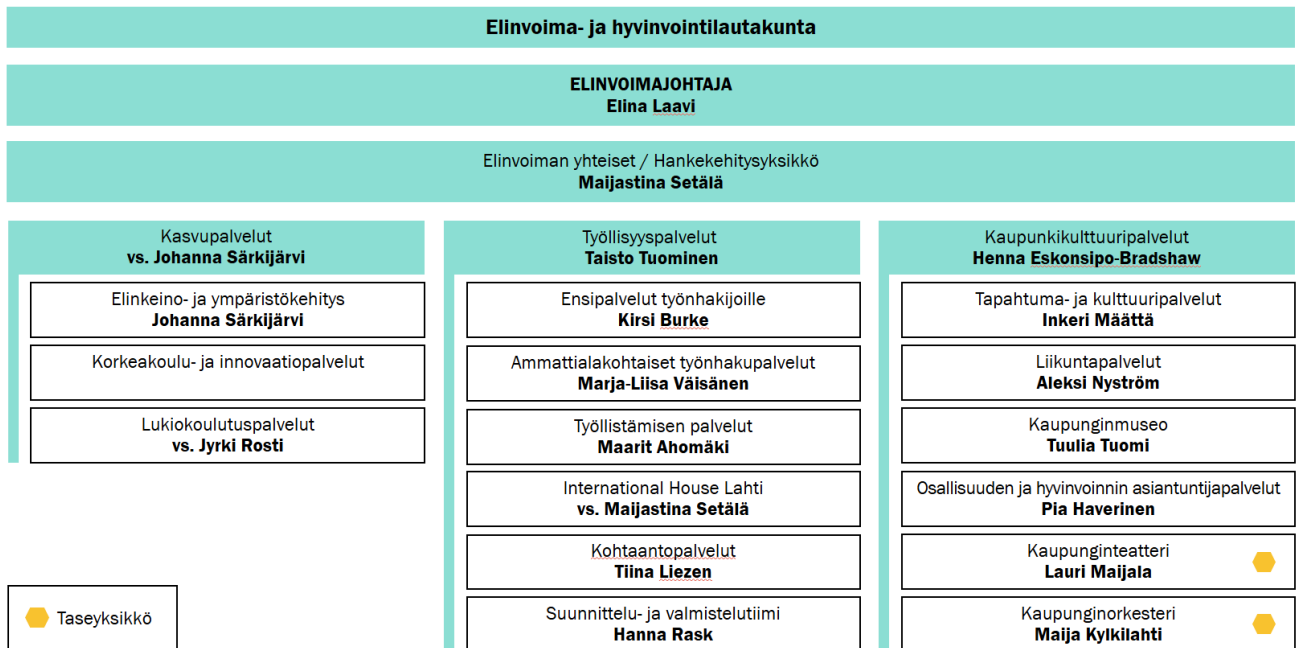 Elinvoima- ja hyvinvointilautakunta
ELINVOIMAJOHTAJA
Elina Laavi
Elinvoiman yhteiset / Hankekehitysyksikkö
Maijastina Setälä
Kasvupalvelut
vs. Johanna Särkijärvi
Elinkeino- ja ympäristökehitys
Johanna Särkijärvi
Korkeakoulu- ja innovaatiopalvelut
Lukiokoulutuspalvelut
vs. Jyrki Rosti
Työllisyyspalvelut
Taisto Tuominen
Ensipalvelut työnhakijoille
Kirsi Burke
Ammattialakohtaiset työnhakupalvelut
Marja-Liisa Väisänen
Työllistämisen palvelut
Maarit Ahomäki
International House Lahti
vs. Maijastina Setälä
Kohtaantopalvelut
Tiina Liezen
Suunnittelu- ja valmistelutiimi
Hanna Rask
Kaupunkikulttuuripalvelut
Henna Eskonsipo-Bradshaw
Tapahtuma- ja kulttuuripalvelut
Inkeri Määttä
Liikuntapalvelut
Aleksi Nyström
Kaupunginmuseo
Tuulia Tuomi
Osallisuuden ja hyvinvoinnin asiantuntijapalvelut
Pia Haverinen
Kaupunginteatteri
Lauri Maijala
Kaupunginorkesteri
Maija Kylkilahti
Taseyksikkö